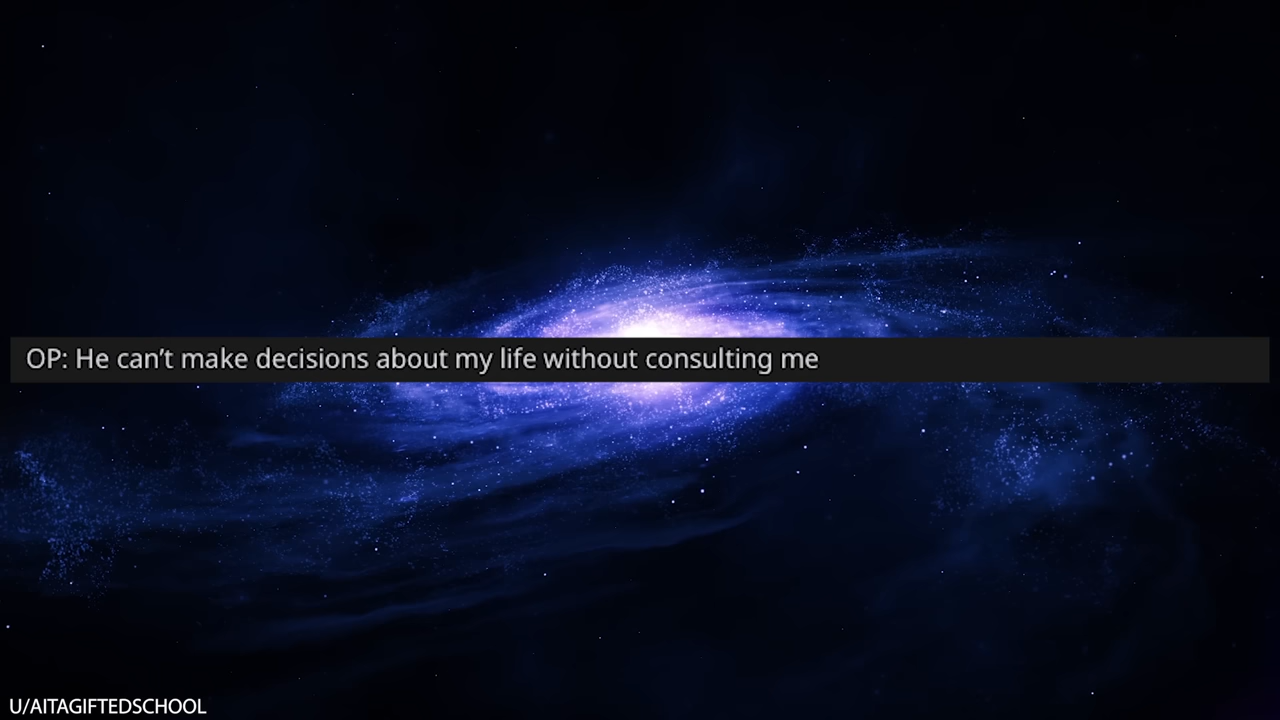 OP: He can’t make decisions about my life without consulting me
U/AITAGIFTEDSCHOOL